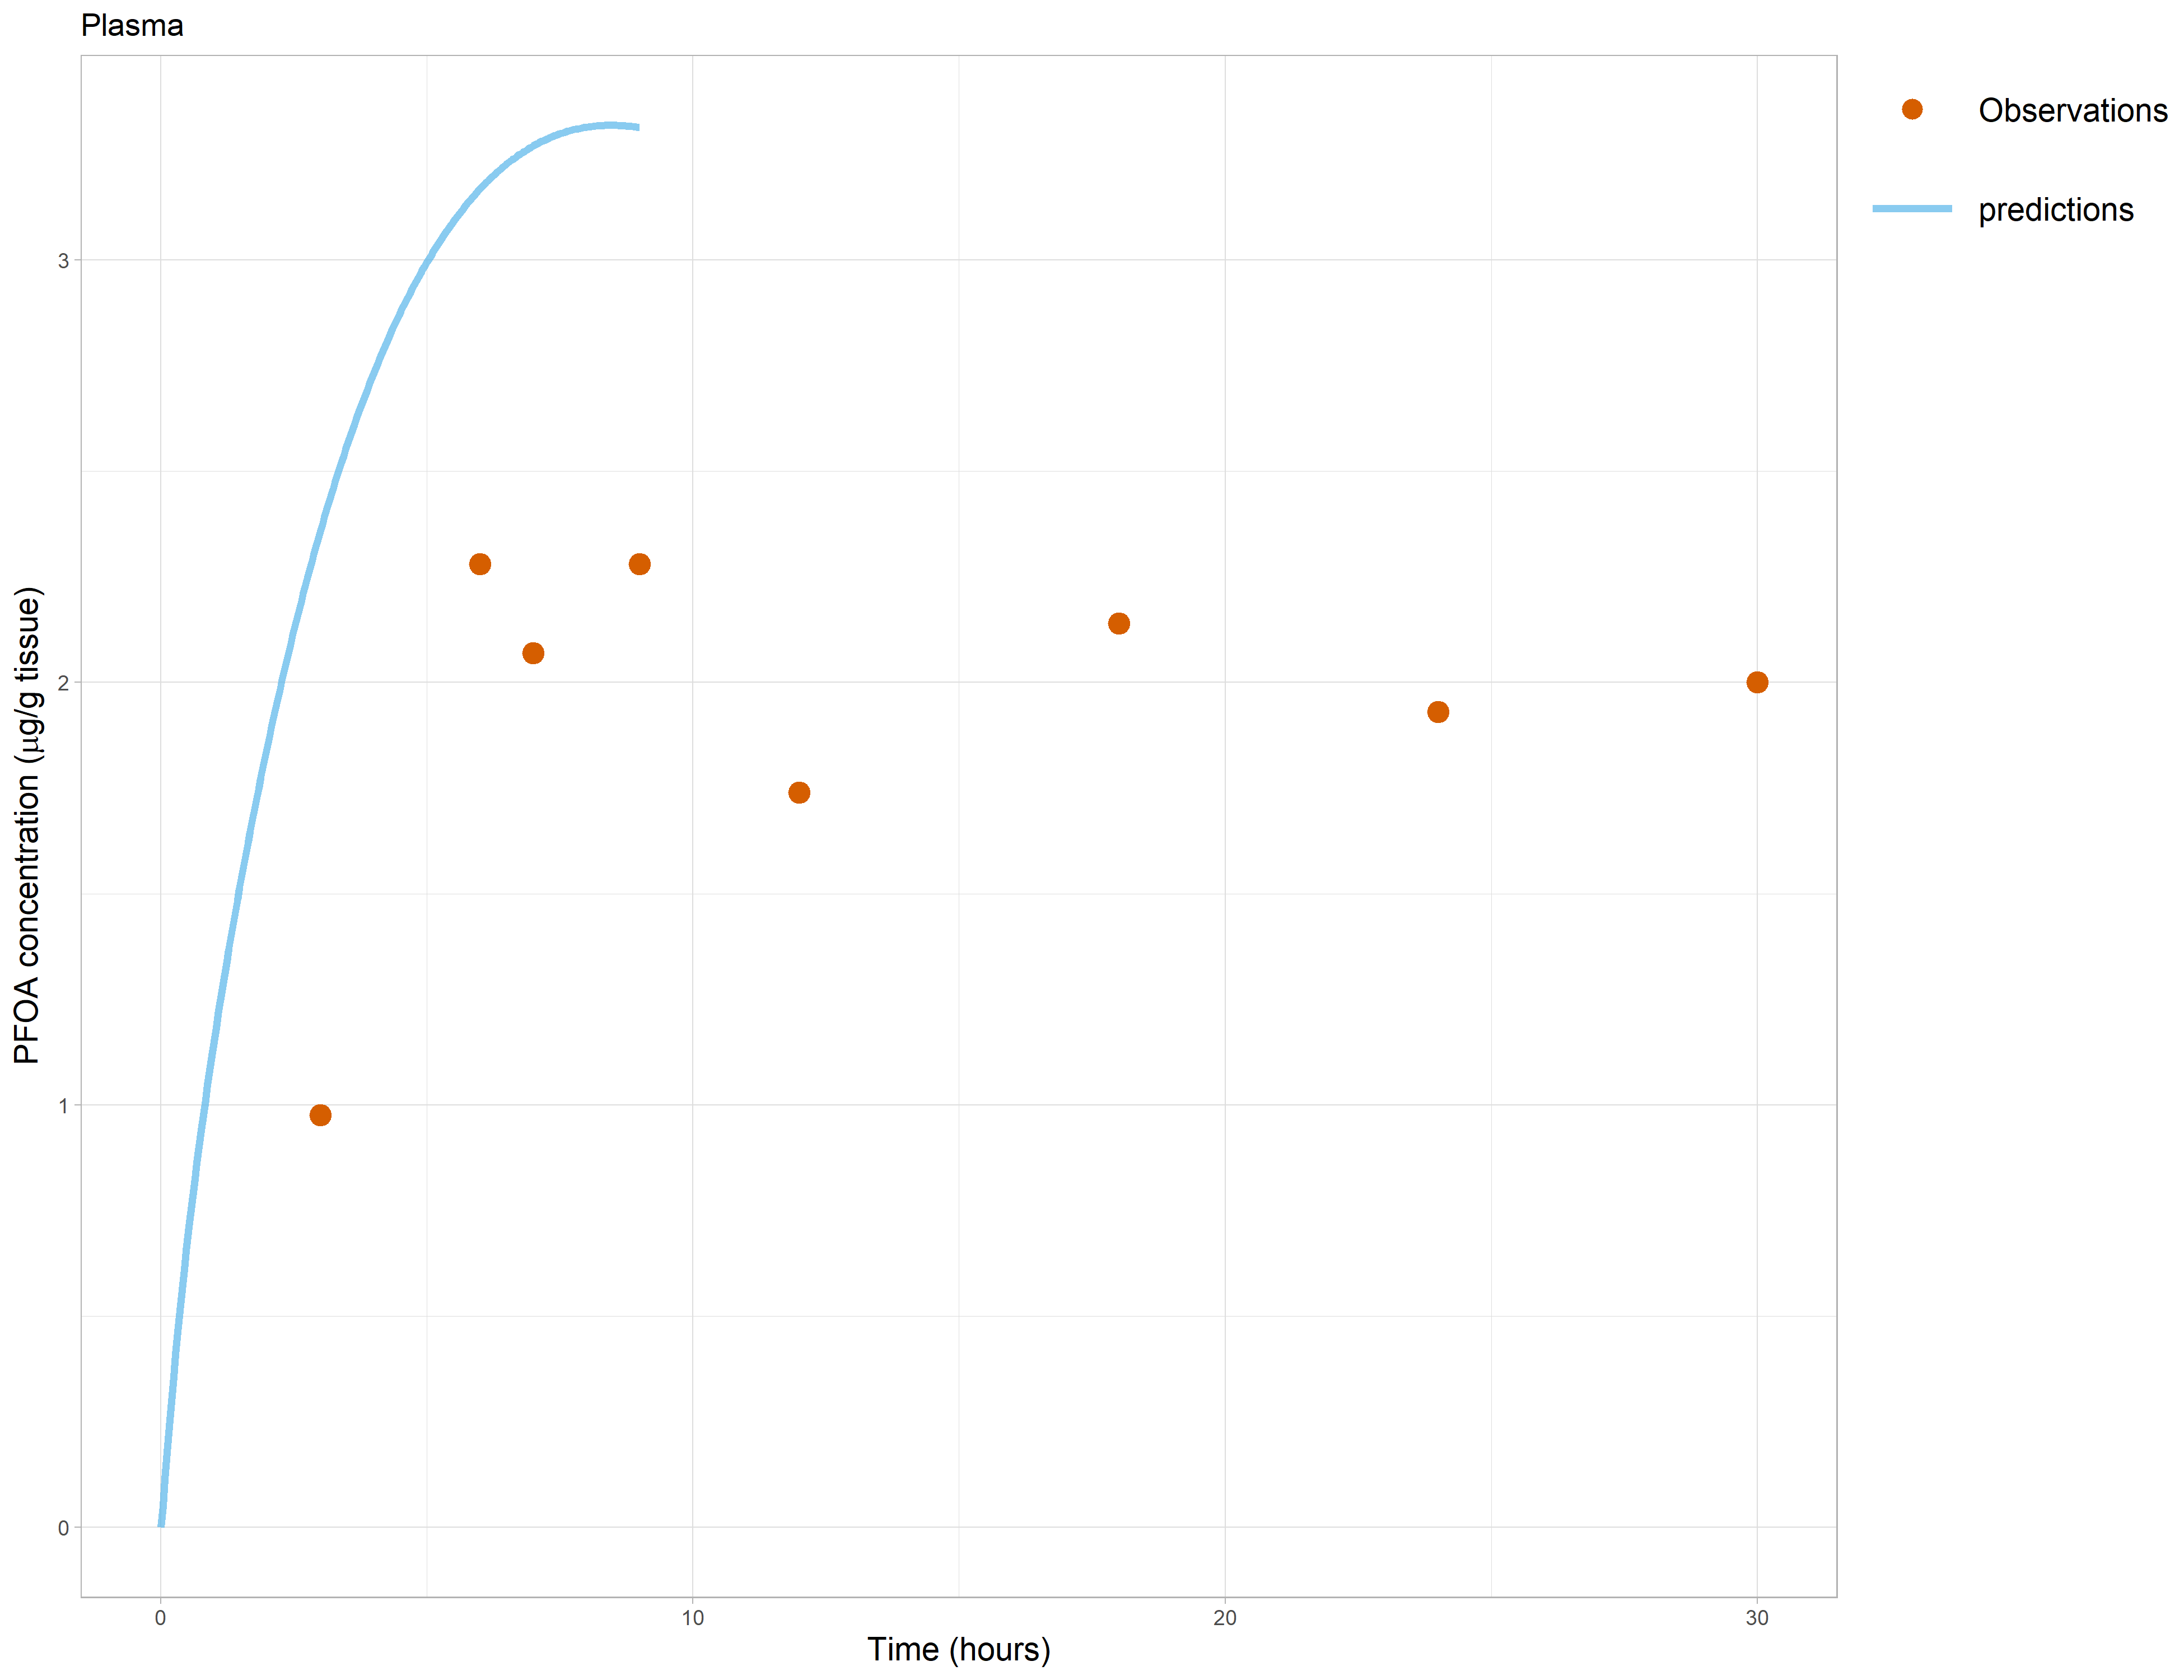 Plasma
Observations
predictions
PFOA concentration (μg/g tissue)
3
2
1
0
0 10 20 30
Time (hours)